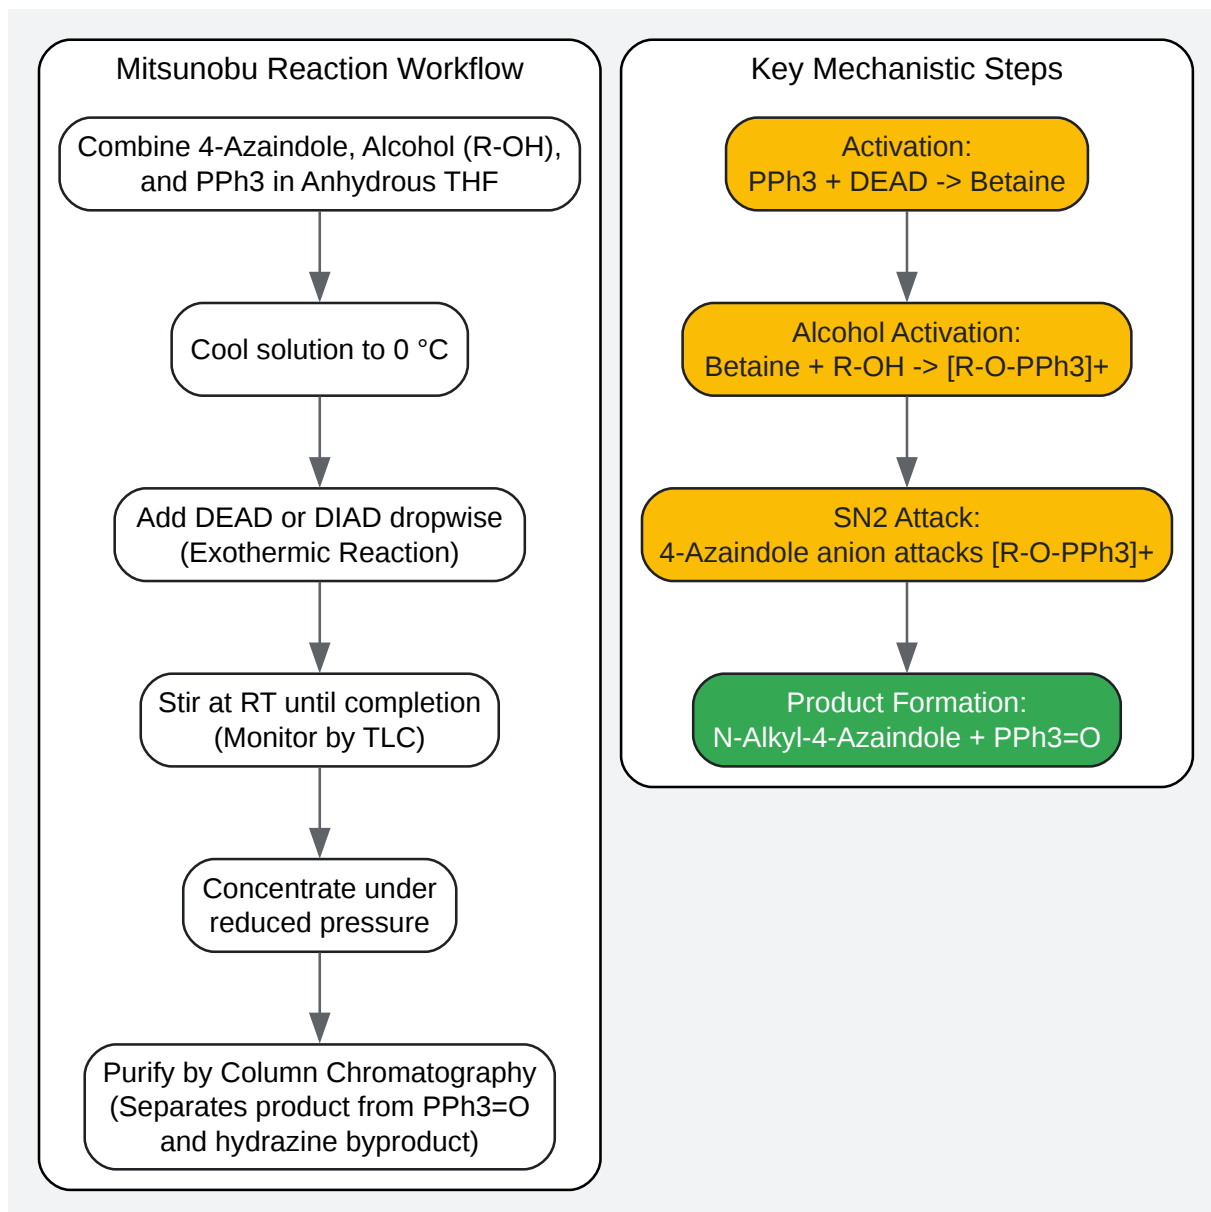 Mitsunobu Reaction Workflow
Combine 4-Azaindole, Alcohol (R-OH),
and PPh3 in Anhydrous THF
Cool solution to 0 °C
Add DEAD or DIAD dropwise
(Exothermic Reaction)
Stir at RT until completion
(Monitor by TLC)
Concentrate under
reduced pressure
Purify by Column Chromatography
(Separates product from PPh3=O
and hydrazine byproduct)
Key Mechanistic Steps
Activation:
PPh3 + DEAD -> Betaine
Alcohol Activation:
Betaine + R-OH -> [R-O-PPh3]+
SN2 Attack:
4-Azaindole anion attacks [R-O-PPh3]+
Product Formation:
N-Alkyl-4-Azaindole + PPh3=O